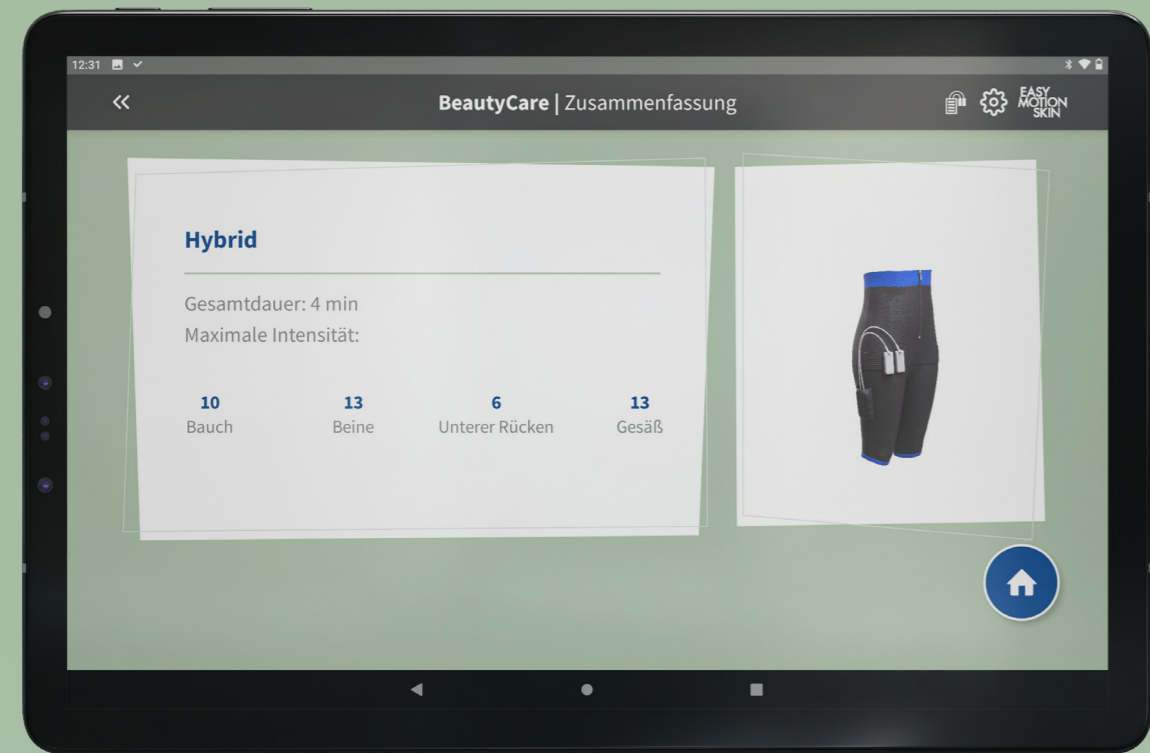 12:31
BeautyCare | Zusammenfassung
EASY
MOTION
SKIN
Hybrid
Gesamtdauer: 4 min
Maximale Intensität:
10 13 6 13
Bauch Beine Unterer Rücken Gesäß